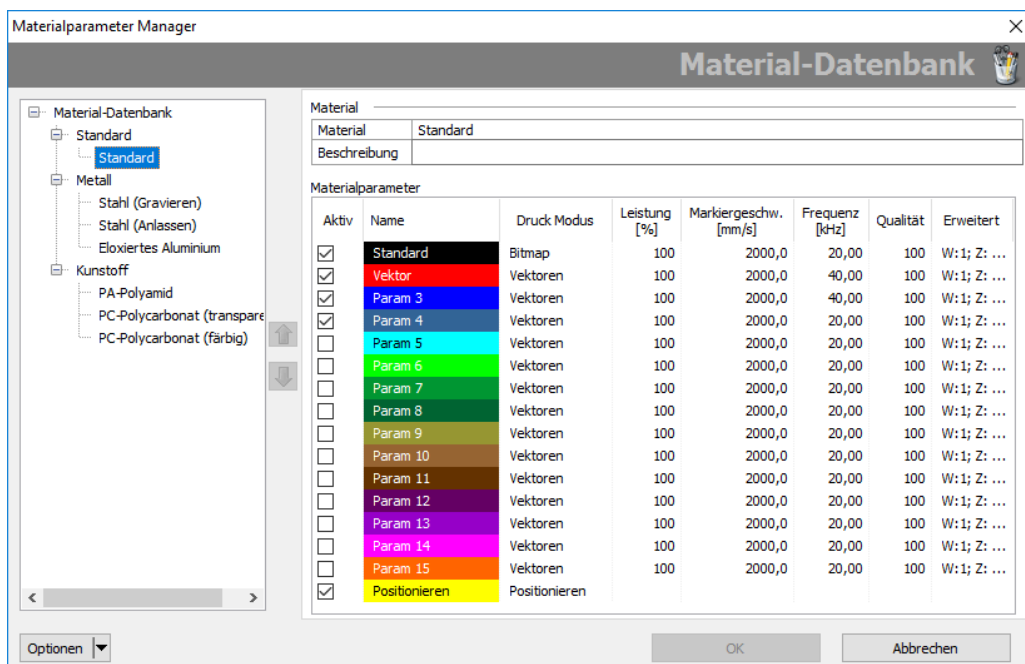 Materialparameter Manager
Material-Datenbank
Material-Datenbank
Standard
Standard
Metall
Stahl (Gravieren)
Stahl (Anlassen)
Eloxiertes Aluminium
Kunstoff
PA-Polyamid
PC-Polycarbonat (transpare
PC-Polycarbonat (färbig)
Material
Material Standard
Beschreibung
Materialparameter
Aktiv Name Druck Modus Leistung [%] Markiergeschw. [mm/s] Frequenz [kHz] Qualität Erweitert
Standard Bitmap 100 2000,0 20,00 100 W:1; Z: ...
Vektor Vektoren 100 2000,0 40,00 100 W:1; Z: ...
Param 3 Vektoren 100 2000,0 40,00 100 W:1; Z: ...
Param 4 Vektoren 100 2000,0 20,00 100 W:1; Z: ...
Param 5 Vektoren 100 2000,0 20,00 100 W:1; Z: ...
Param 6 Vektoren 100 2000,0 20,00 100 W:1; Z: ...
Param 7 Vektoren 100 2000,0 20,00 100 W:1; Z: ...
Param 8 Vektoren 100 2000,0 20,00 100 W:1; Z: ...
Param 9 Vektoren 100 2000,0 20,00 100 W:1; Z: ...
Param 10 Vektoren 100 2000,0 20,00 100 W:1; Z: ...
Param 11 Vektoren 100 2000,0 20,00 100 W:1; Z: ...
Param 12 Vektoren 100 2000,0 20,00 100 W:1; Z: ...
Param 13 Vektoren 100 2000,0 20,00 100 W:1; Z: ...
Param 14 Vektoren 100 2000,0 20,00 100 W:1; Z: ...
Param 15 Vektoren 100 2000,0 20,00 100 W:1; Z: ...
Positionieren Positionieren
Optionen OK Abbrechen